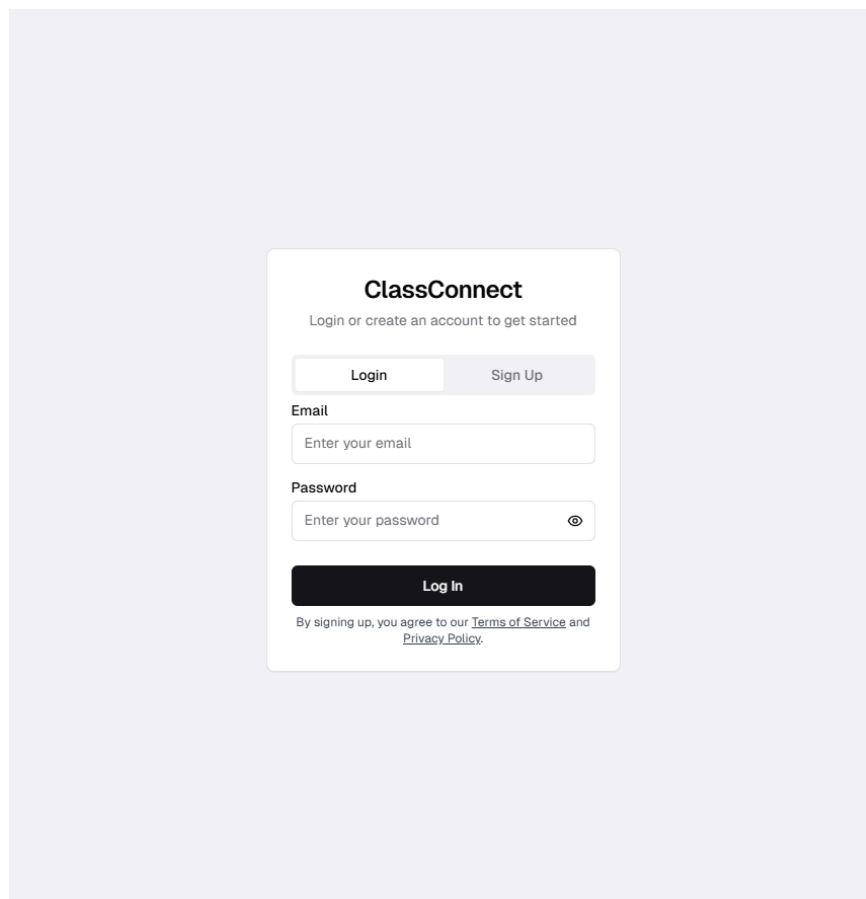 ClassConnect
Login or create an account to get started
Login Sign Up
Email
Enter your email
Password
Enter your password
Log In
By signing up, you agree to our Terms of Service and
Privacy Policy.